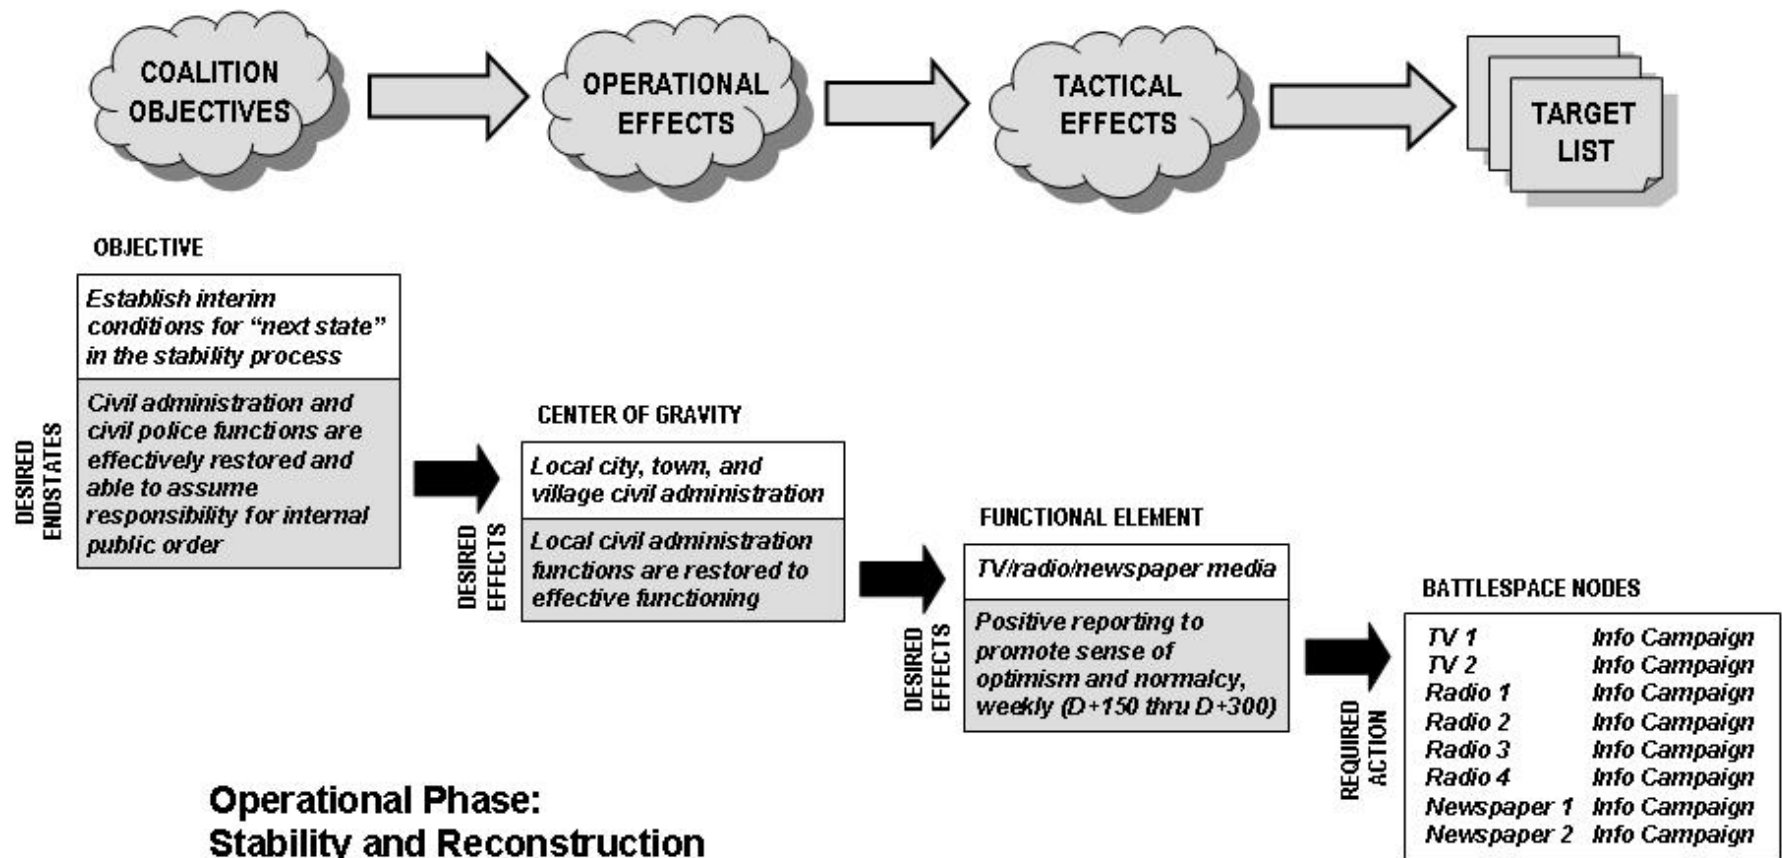 COALITION
OBJECTIVES
OPERATIONAL
EFFECTS
TACTICAL
EFFECTS
TARGET
LIST
OBJECTIVE
Establish interim
conditions for “next state”
in the stability process
Civil administration and
civil police functions are
effectively restored and
able to assume
responsibility for internal
public order
DESIRED
ENDSTATES
CENTER OF GRAVITY
Local city, town, and
village civil administration
Local civil administration
functions are restored to
effective functioning
DESIRED
EFFECTS
FUNCTIONAL ELEMENT
TV/radio/newspaper media
Positive reporting to
promote sense of
optimism and normalcy,
weekly (D+150 thru D+300)
DESIRED
EFFECTS
BATTLESPACE NODES
TV 1 Info Campaign
TV 2 Info Campaign
Radio 1 Info Campaign
Radio 2 Info Campaign
Radio 3 Info Campaign
Radio 4 Info Campaign
Newspaper 1 Info Campaign
Newspaper 2 Info Campaign
REQUIRED
ACTION
Operational Phase:
Stability and Reconstruction